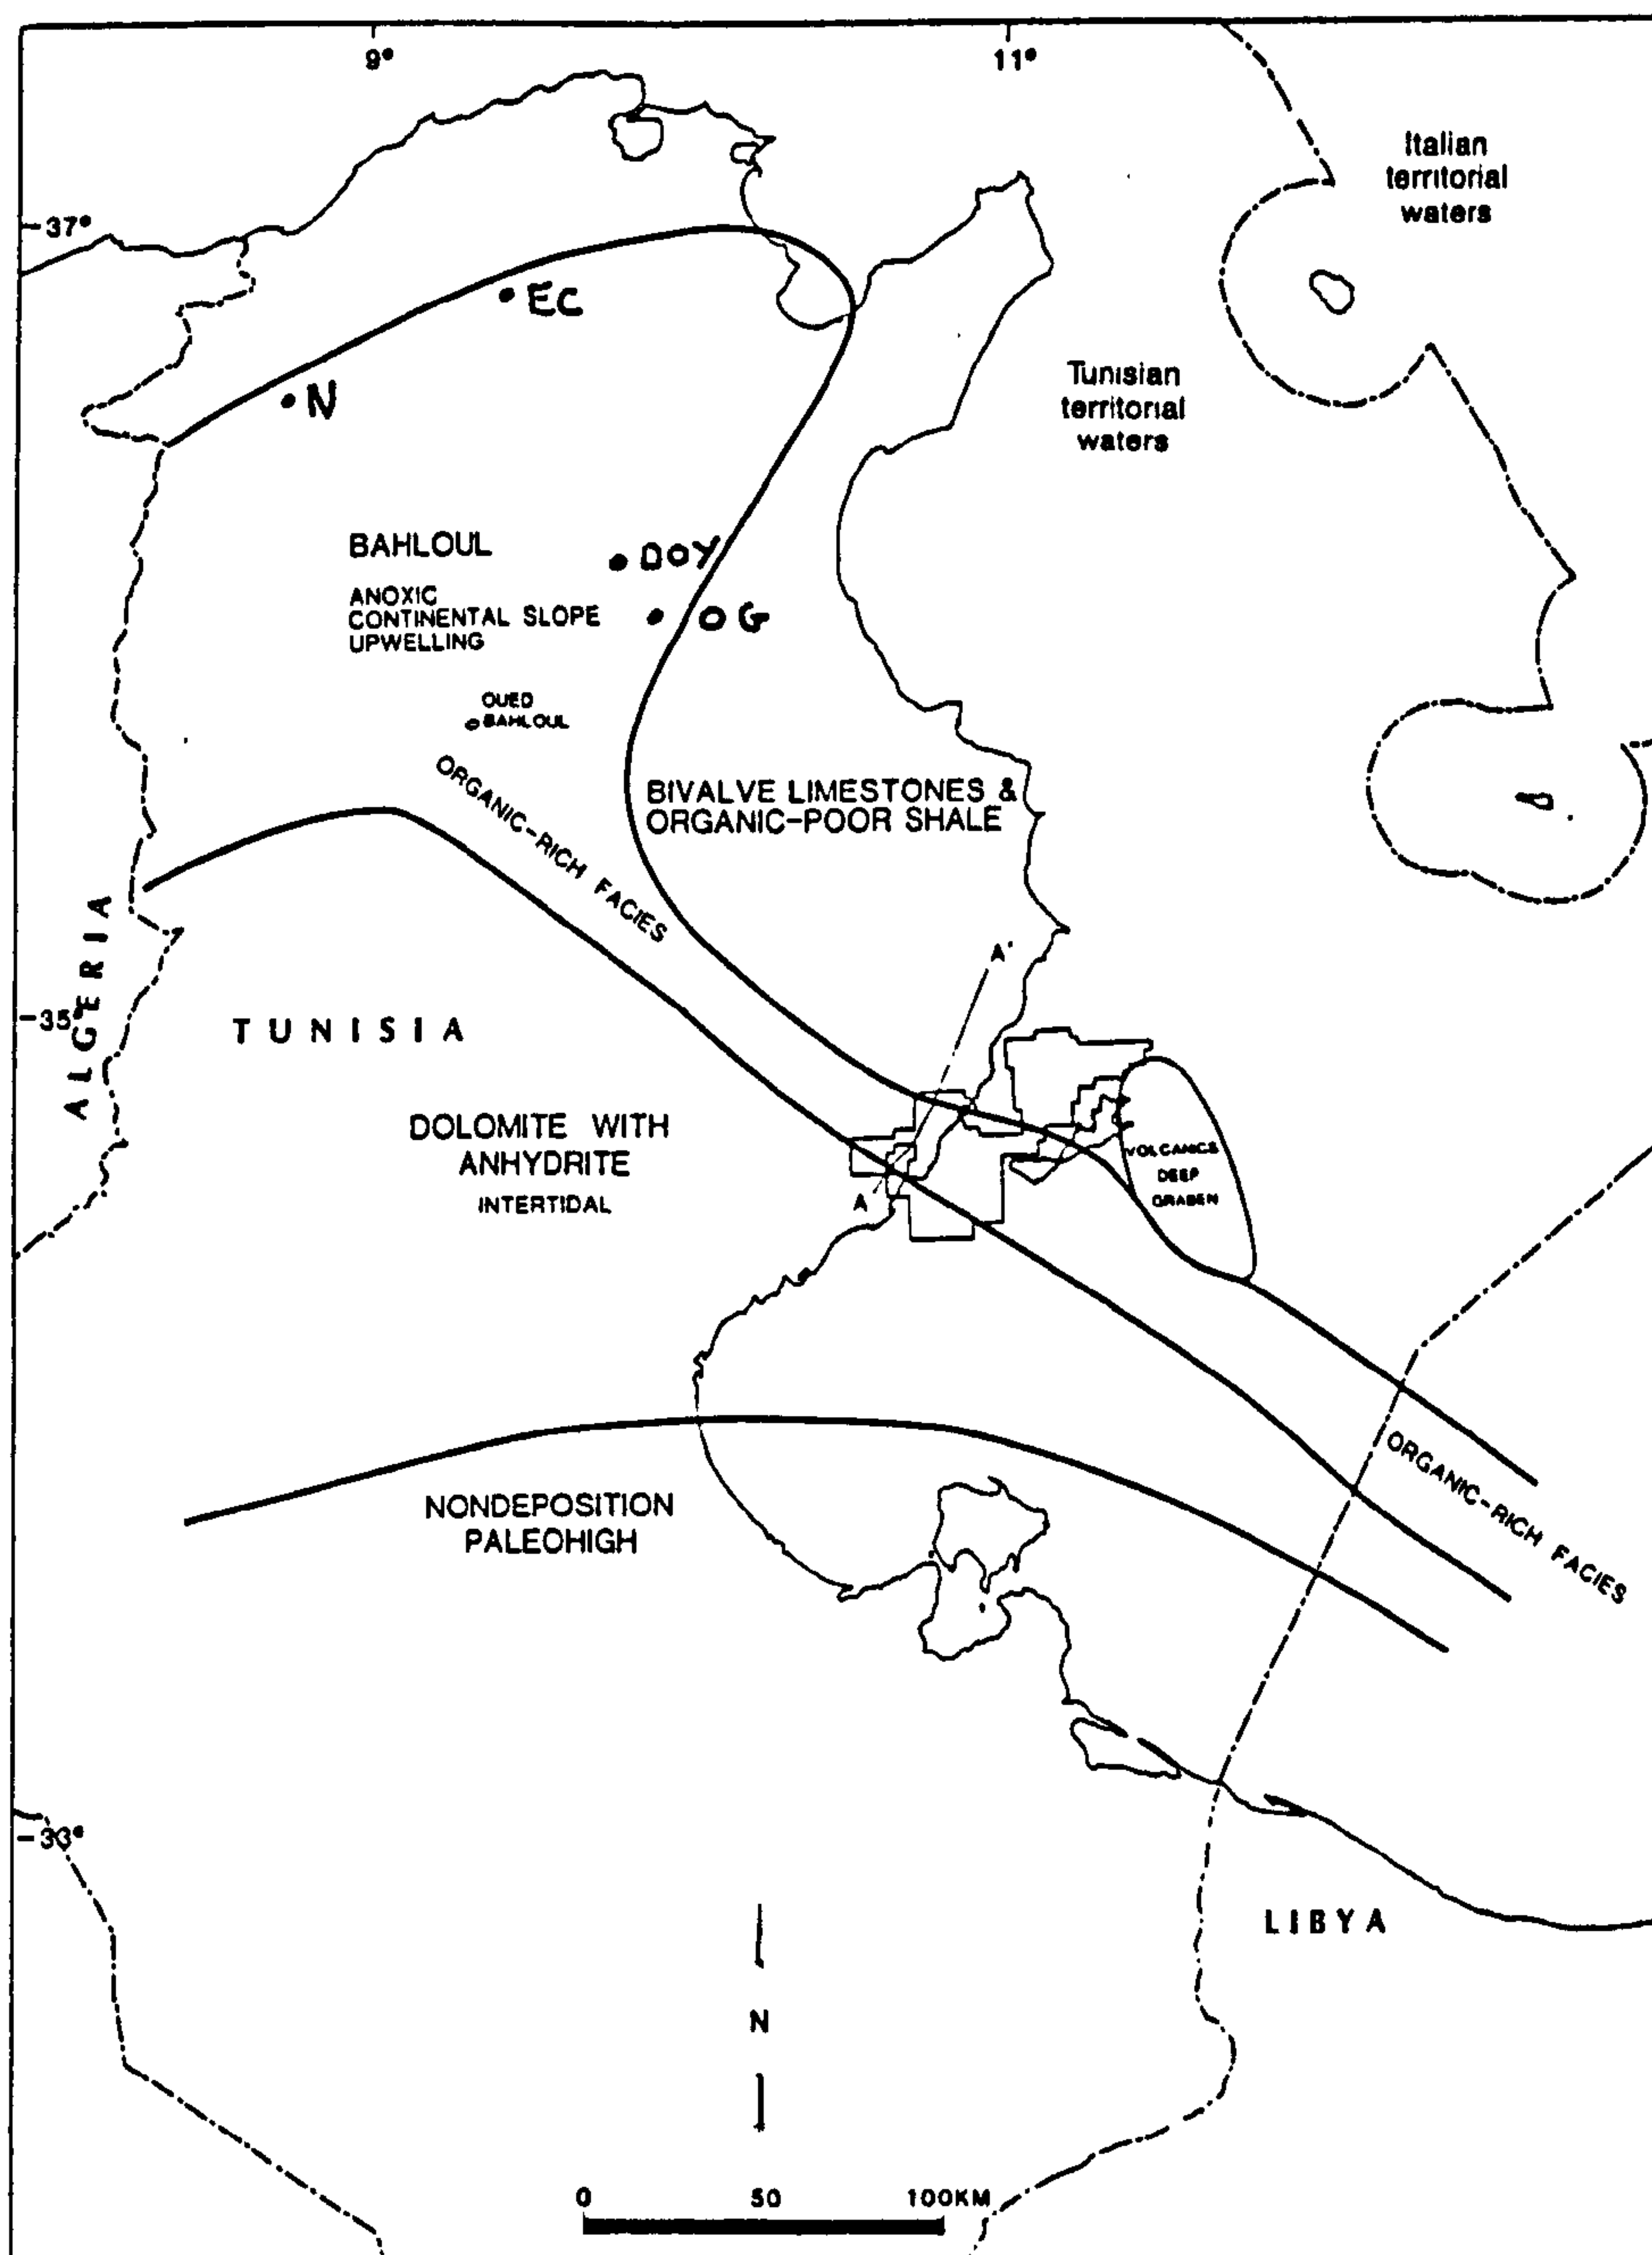 9°
11°
Italian
territorial
waters
37°
EC
N
Tunisian
territorial
waters
BAHLOUL
DOY
ANOXIC
CONTINENTAL SLOPE
UPWELLING
OG
OUED
BAHLOUL
ORGANIC-RICH FACIES
BIVALVE LIMESTONES &
ORGANIC-POOR SHALE
ALGERIA
A'
35°
TUNISIA
DOLOMITE WITH
ANHYDRITE
INTERTIDAL
VOLCANICS
DEEP
GRABEN
A
ORGANIC-RICH FACIES
NONDEPOSITION
PALEOHIGH
33°
LIBYA
N
0 50 100KM